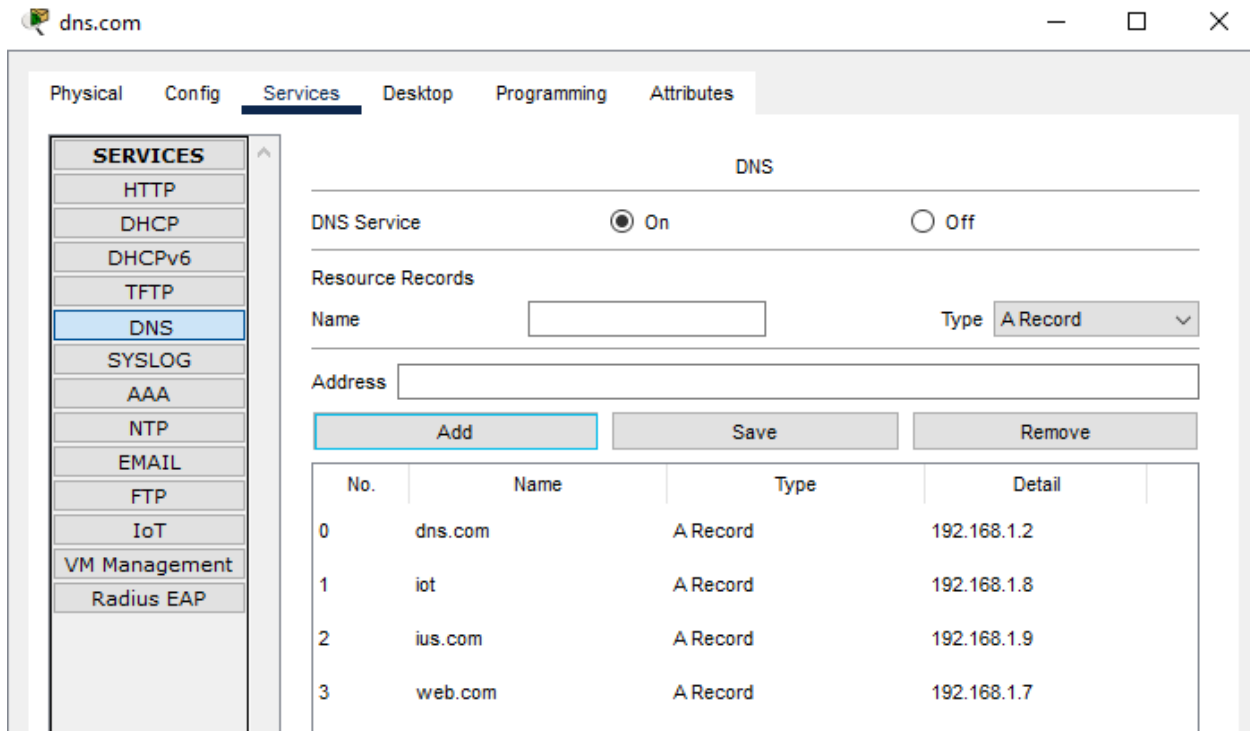 dns.com
Physical Config Services Desktop Programming Attributes
SERVICES
HTTP
DHCP
DHCPv6
TFTP
DNS
SYSLOG
AAA
NTP
EMAIL
FTP
IoT
VM Management
Radius EAP
DNS
DNS Service On Off
Resource Records
Name Type A Record
Address
Add Save Remove
No. Name Type Detail
0 dns.com A Record 192.168.1.2
1 iot A Record 192.168.1.8
2 ius.com A Record 192.168.1.9
3 web.com A Record 192.168.1.7